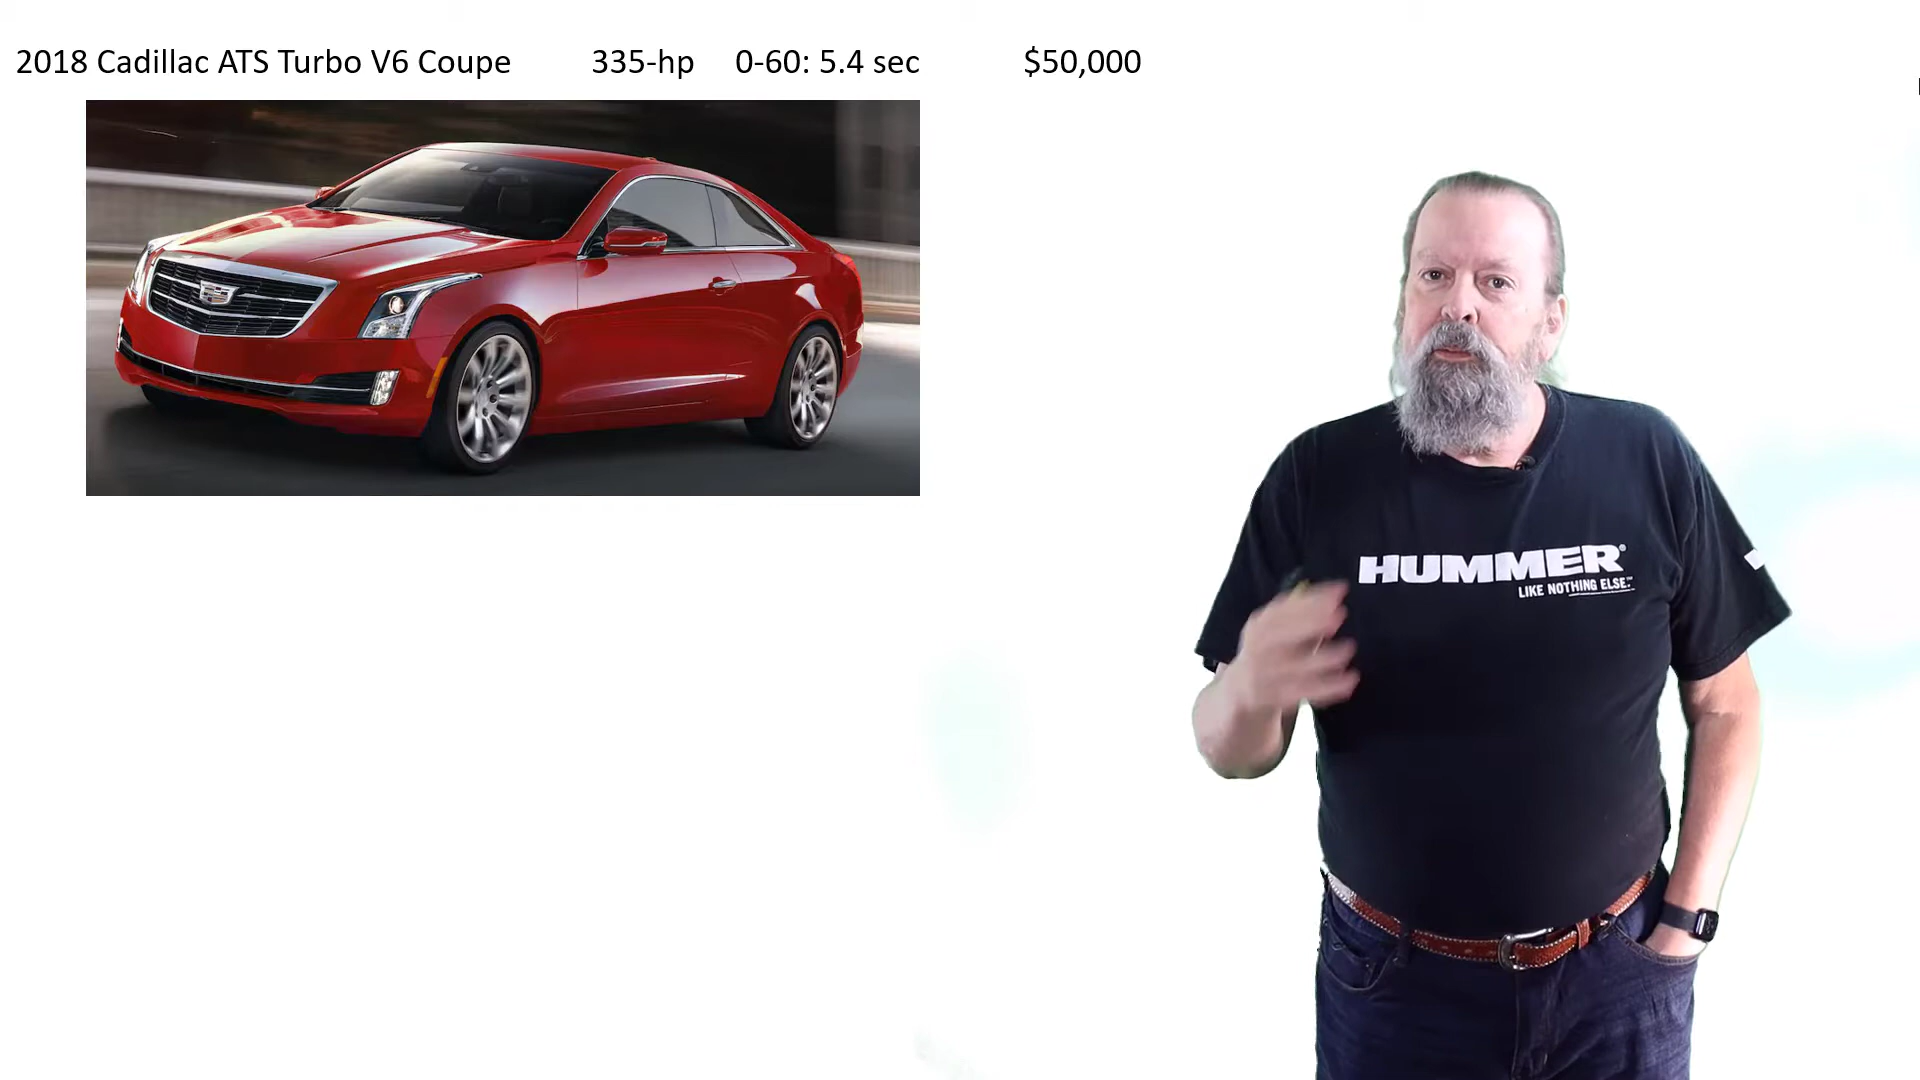 2018 Cadillac ATS Turbo V6 Coupe 335-hp 0-60: 5.4 sec $50,000
HUMMER®
LIKE NOTHING ELSE.™